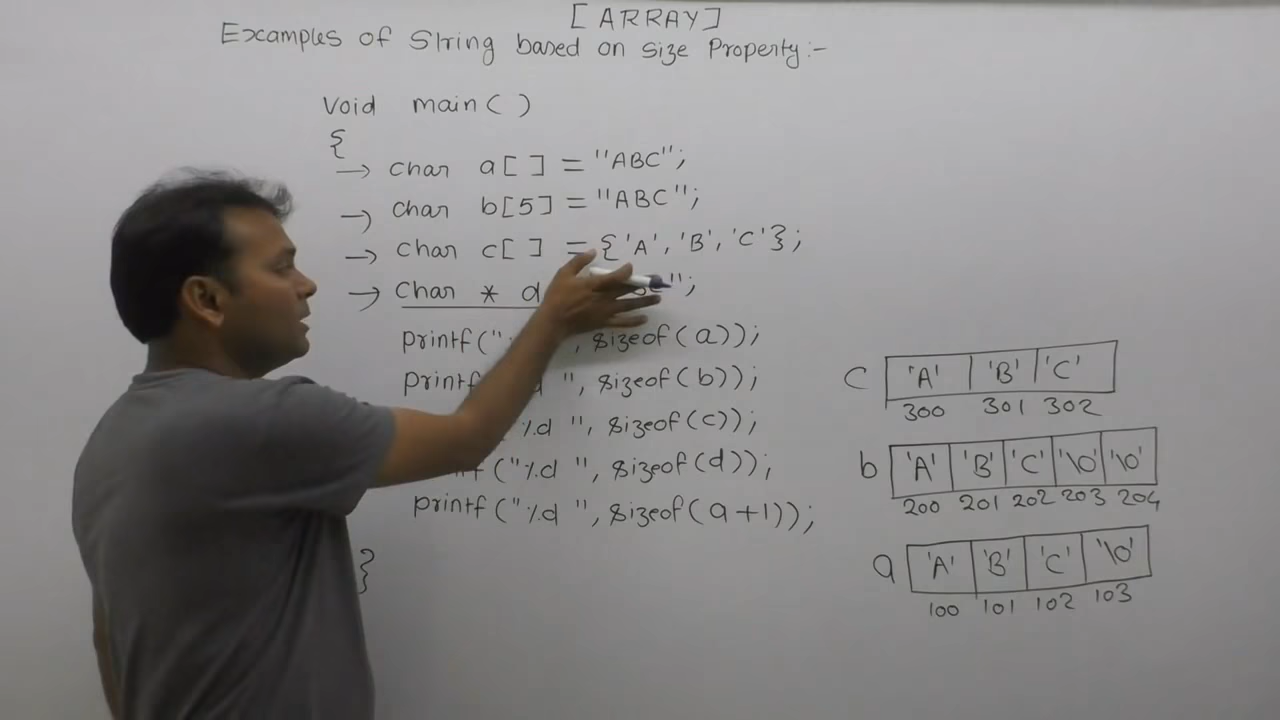 [ARRAY]
Examples of String based on Size Property:-
void main( )
{
→ char a[ ] = "ABC";
→ char b[5] = "ABC";
→ char c[ ] = {'A', 'B', 'C'};
→ char * d ";
printf(" ", sizeof(a));
printf( d ", sizeof(b));
%d ", sizeof(c));
f("%d ", sizeof(d));
printf("%d ", sizeof(a+1));
}
c 'A' 'B' 'C'
300 301 302
b 'A' 'B' 'C' '\0' '\0'
200 201 202 203 204
a 'A' 'B' 'C' '\0'
100 101 102 103